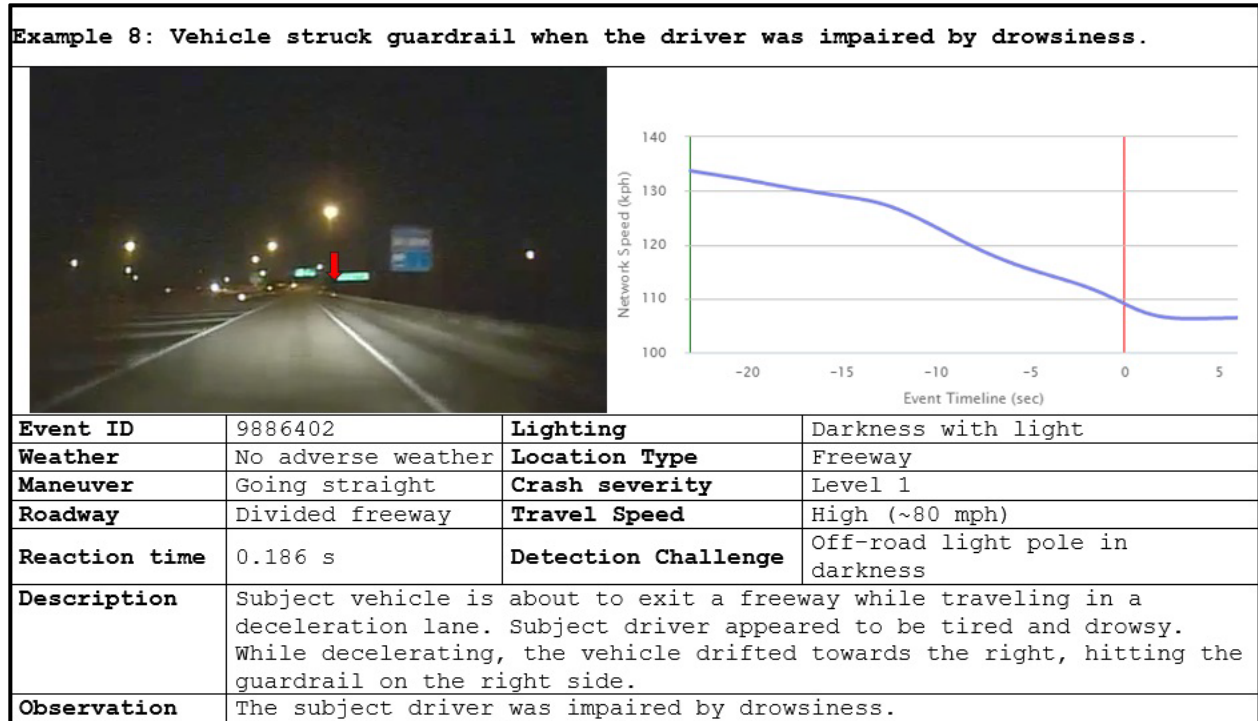 Example 8: Vehicle struck guardrail when the driver was impaired by drowsiness.
140
130
120
110
100
Network Speed (kph)
-20 -15 -10 -5 0 5
Event Timeline (sec)
Event ID 9886402 Lighting Darkness with light
Weather No adverse weather Location Type Freeway
Maneuver Going straight Crash severity Level 1
Roadway Divided freeway Travel Speed High (~80 mph)
Reaction time 0.186 s Detection Challenge Off-road light pole in
darkness
Description Subject vehicle is about to exit a freeway while traveling in a
deceleration lane. Subject driver appeared to be tired and drowsy.
While decelerating, the vehicle drifted towards the right, hitting the
guardrail on the right side.
Observation The subject driver was impaired by drowsiness.